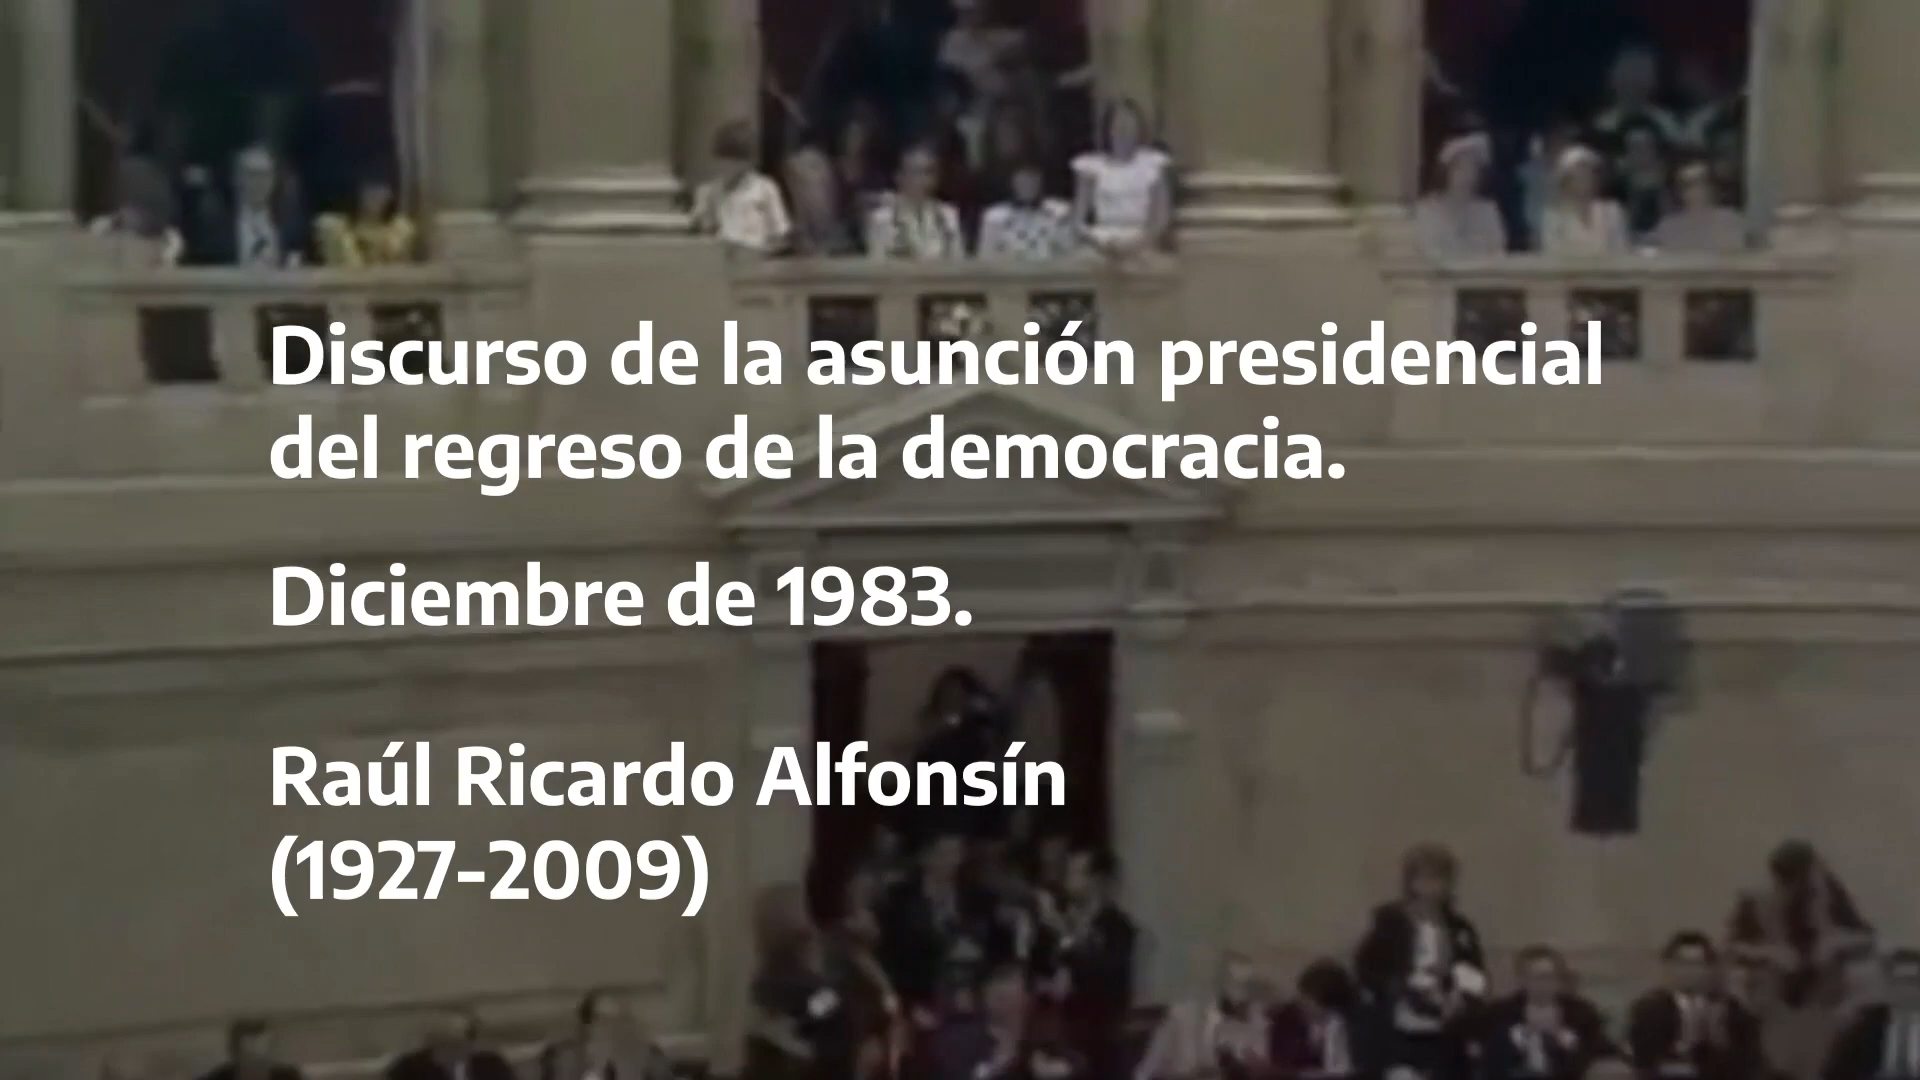 Discurso de la asunción presidencial
del regreso de la democracia.
Diciembre de 1983.
Raúl Ricardo Alfonsín
(1927-2009)